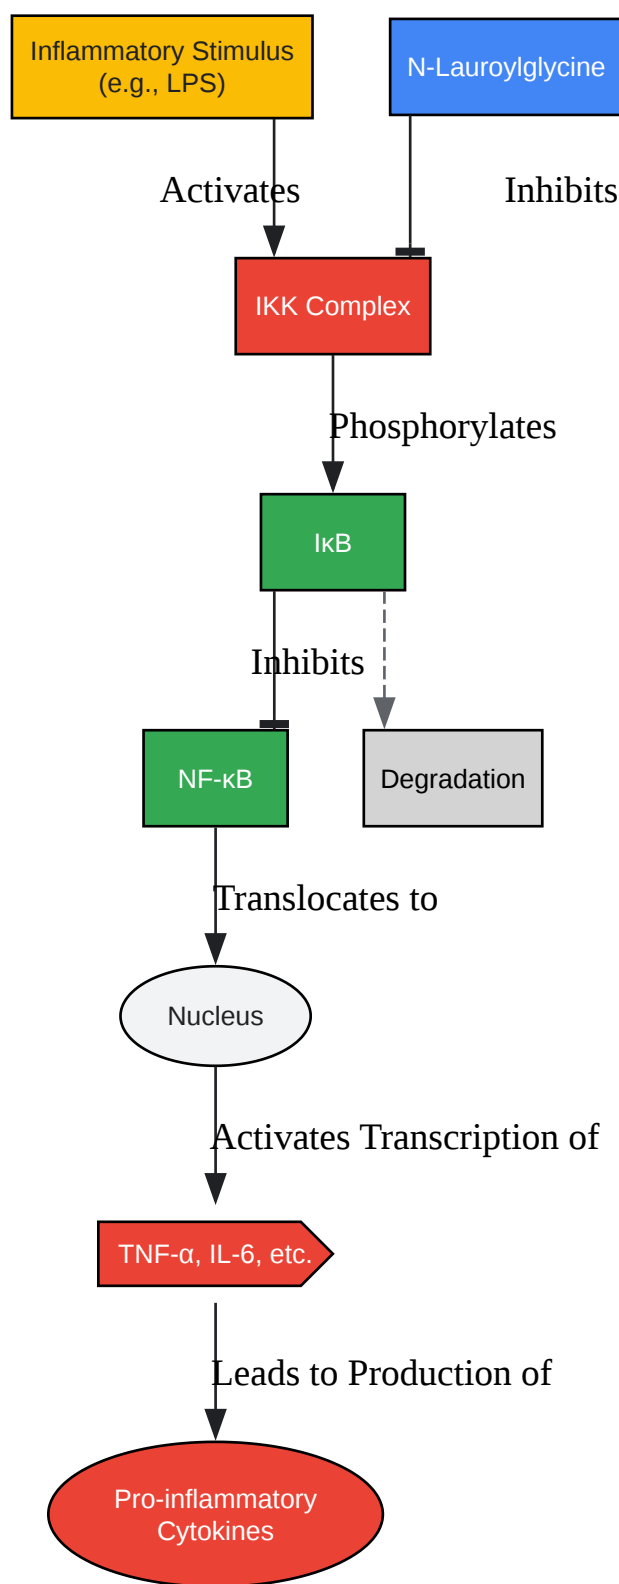 Inflammatory Stimulus
(e.g., LPS)
N-Lauroylglycine
Activates
Inhibits
IKK Complex
Phosphorylates
IκB
Inhibits
NF-κB
Degradation
Translocates to
Nucleus
Activates Transcription of
TNF-α, IL-6, etc.
Leads to Production of
Pro-inflammatory
Cytokines